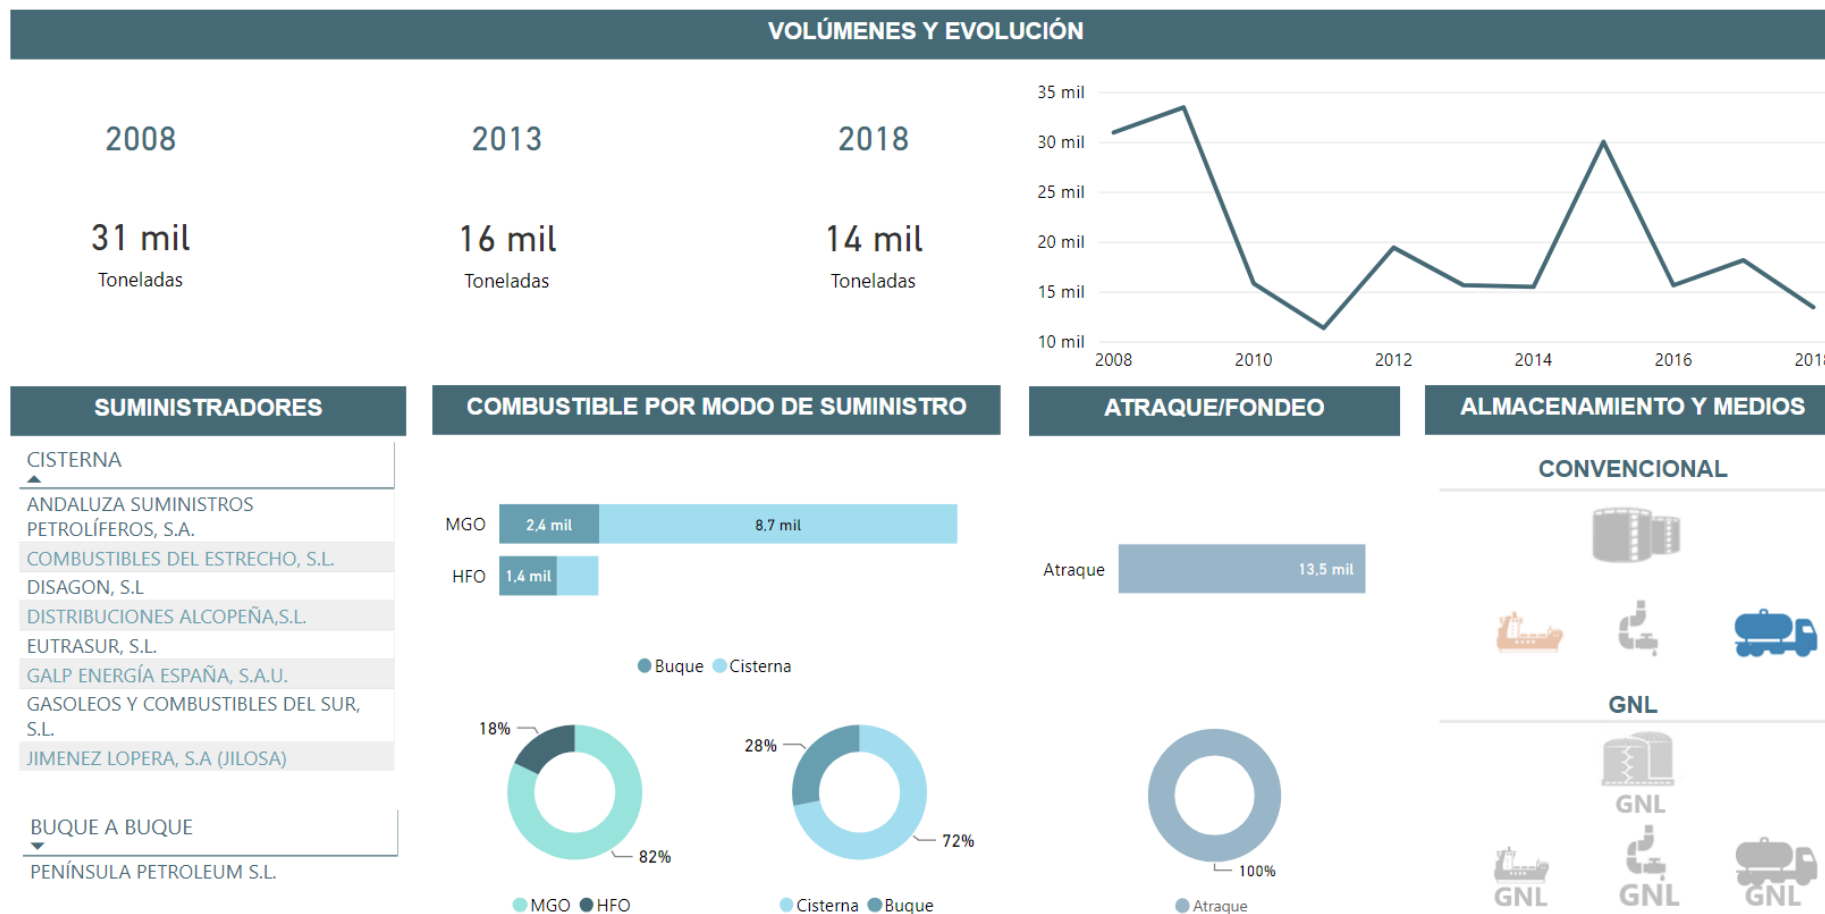 VOLÚMENES Y EVOLUCIÓN
2008
2013
2018
31 mil
Toneladas
16 mil
Toneladas
14 mil
Toneladas
35 mil
30 mil
25 mil
20 mil
15 mil
10 mil
2008
2010
2012
2014
2016
2018
SUMINISTRADORES
CISTERNA
ANDALUZA SUMINISTROS
PETROLÍFEROS, S.A.
COMBUSTIBLES DEL ESTRECHO, S.L.
DISAGON, S.L
DISTRIBUCIONES ALCOPEÑA,S.L.
EUTRASUR, S.L.
GALP ENERGÍA ESPAÑA, S.A.U.
GASOLEOS Y COMBUSTIBLES DEL SUR,
S.L.
JIMENEZ LOPERA, S.A (JILOSA)
BUQUE A BUQUE
PENÍNSULA PETROLEUM S.L.
COMBUSTIBLE POR MODO DE SUMINISTRO
MGO
2,4 mil
8,7 mil
HFO
1,4 mil
Buque
Cisterna
18%
82%
MGO
HFO
28%
72%
Cisterna
Buque
ATRAQUE/FONDEO
Atraque
13,5 mil
100%
Atraque
ALMACENAMIENTO Y MEDIOS
CONVENCIONAL
GNL
GNL
GNL
GNL
GNL